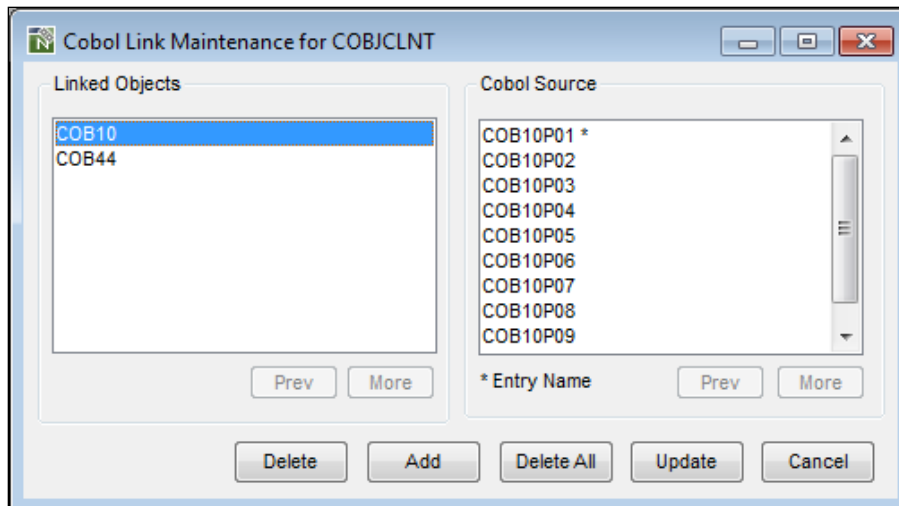 Cobol Link Maintenance for COBJCLNT
Linked Objects
COB10
COB44
Prev More
Cobol Source
COB10P01 *
COB10P02
COB10P03
COB10P04
COB10P05
COB10P06
COB10P07
COB10P08
COB10P09
* Entry Name Prev More
Delete Add Delete All Update Cancel